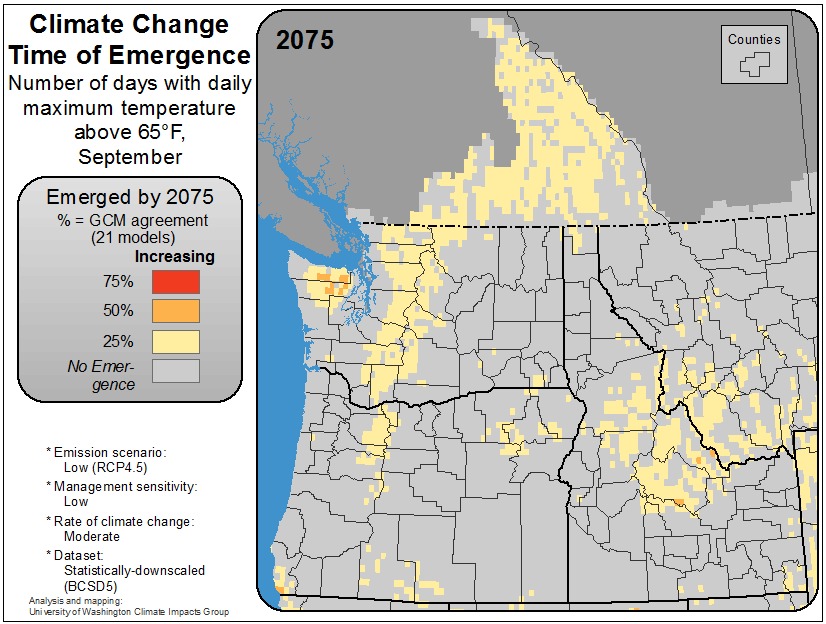 Climate Change
Time of Emergence
Number of days with daily
maximum temperature
above 65°F,
September
Emerged by 2075
% = GCM agreement
(21 models)
Increasing
75%
50%
25%
No Emer-
gence
* Emission scenario:
Low (RCP4.5)
* Management sensitivity:
Low
* Rate of climate change:
Moderate
* Dataset:
Statistically-downscaled
(BCSD5)
Analysis and mapping:
University of Washington Climate Impacts Group
2075
Counties